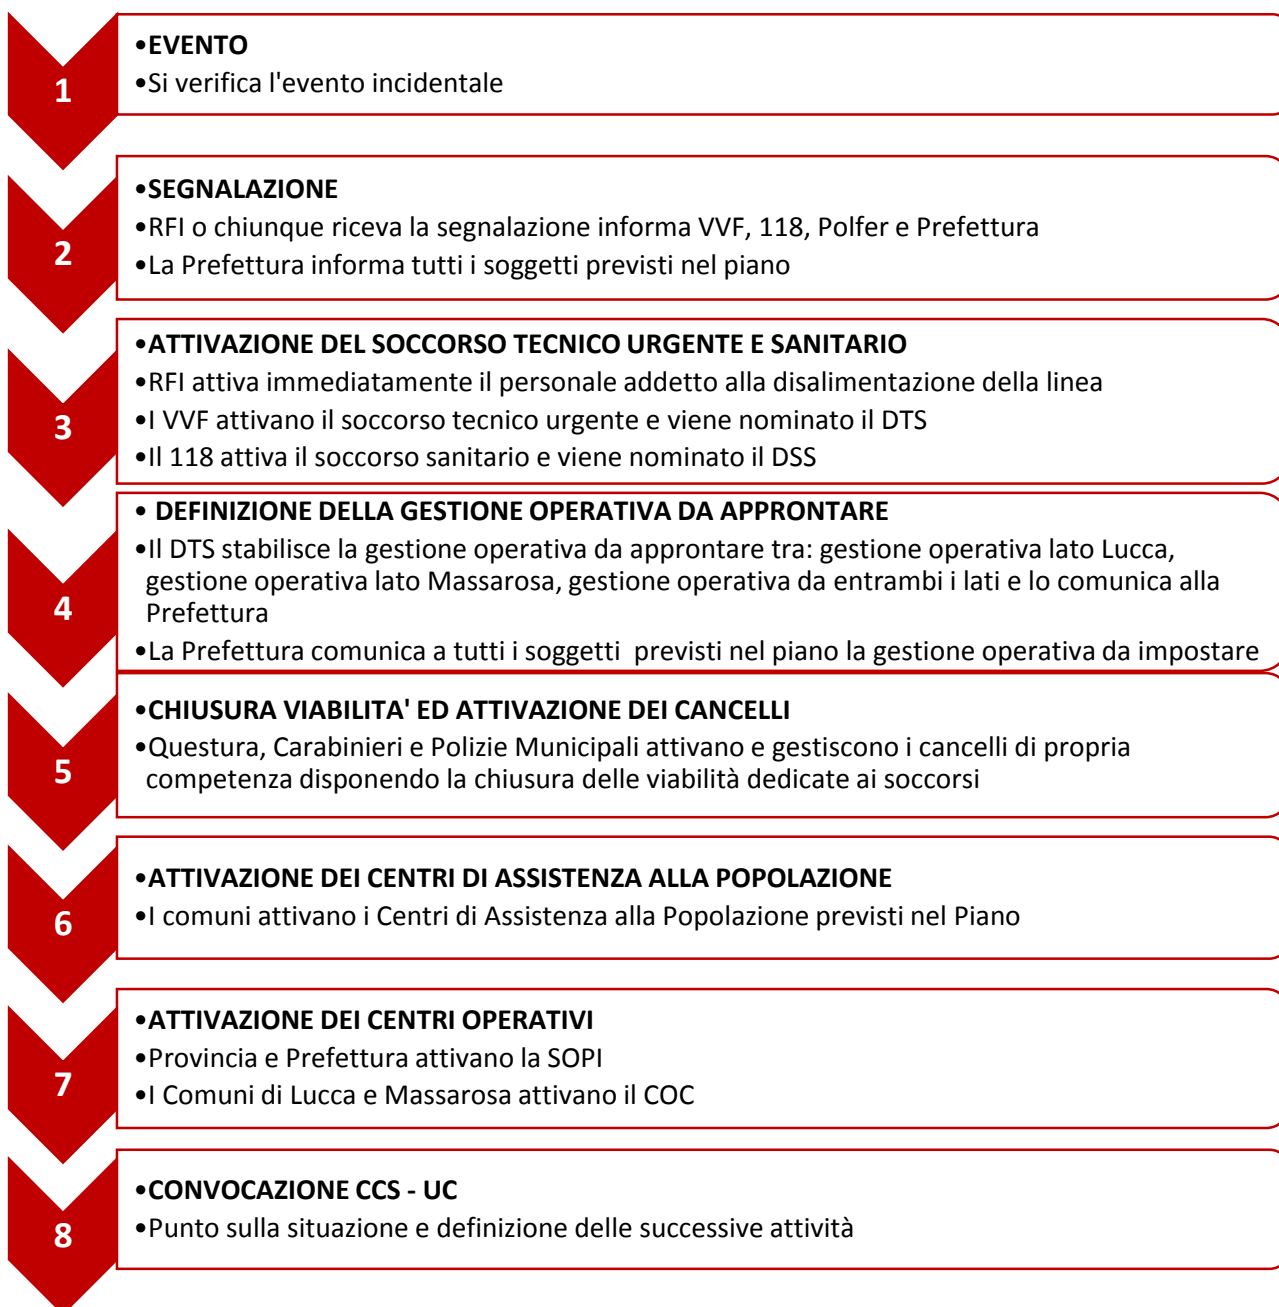 1
•EVENTO
•Si verifica l'evento incidentale
2
•SEGNALAZIONE
•RFI o chiunque riceva la segnalazione informa VVF, 118, Polfer e Prefettura
•La Prefettura informa tutti i soggetti previsti nel piano
3
•ATTIVAZIONE DEL SOCCORSO TECNICO URGENTE E SANITARIO
•RFI attiva immediatamente il personale addetto alla disalimentazione della linea
•I VVF attivano il soccorso tecnico urgente e viene nominato il DTS
•Il 118 attiva il soccorso sanitario e viene nominato il DSS
4
• DEFINIZIONE DELLA GESTIONE OPERATIVA DA APPRONTARE
•Il DTS stabilisce la gestione operativa da approntare tra: gestione operativa lato Lucca,
gestione operativa lato Massarosa, gestione operativa da entrambi i lati e lo comunica alla
Prefettura
•La Prefettura comunica a tutti i soggetti previsti nel piano la gestione operativa da impostare
5
•CHIUSURA VIABILITA' ED ATTIVAZIONE DEI CANCELLI
•Questura, Carabinieri e Polizie Municipali attivano e gestiscono i cancelli di propria
competenza disponendo la chiusura delle viabilità dedicate ai soccorsi
6
•ATTIVAZIONE DEI CENTRI DI ASSISTENZA ALLA POPOLAZIONE
•I comuni attivano i Centri di Assistenza alla Popolazione previsti nel Piano
7
•ATTIVAZIONE DEI CENTRI OPERATIVI
•Provincia e Prefettura attivano la SOPI
•I Comuni di Lucca e Massarosa attivano il COC
8
•CONVOCAZIONE CCS - UC
•Punto sulla situazione e definizione delle successive attività